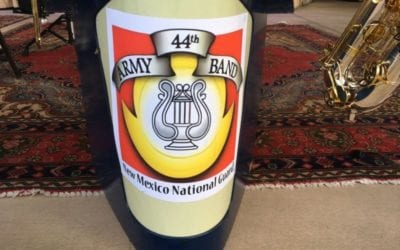 44th
ARMY BAND
New Mexico National Guard